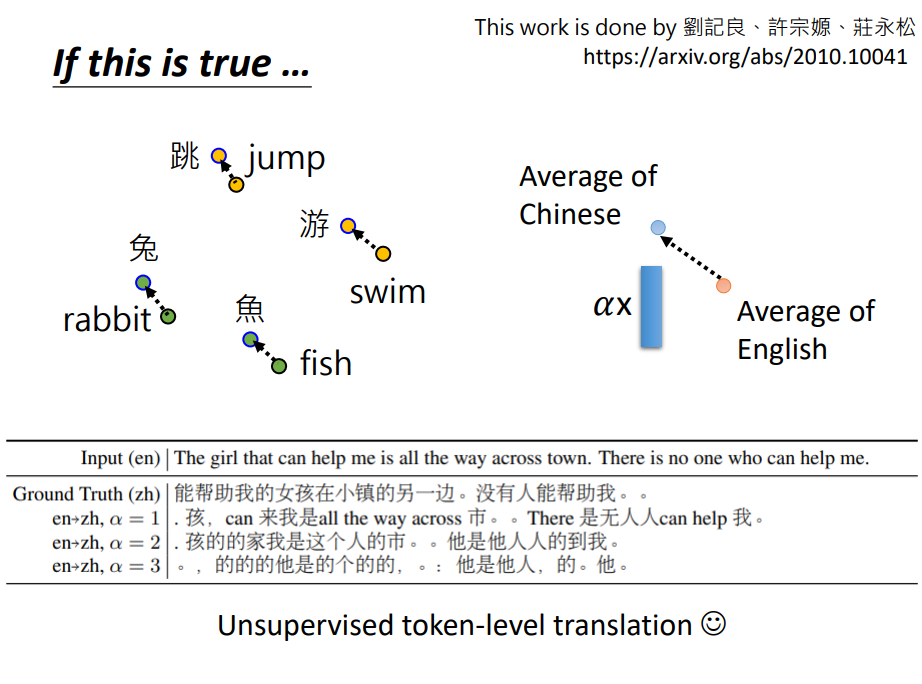 This work is done by 劉記良、許宗嫄、莊永松
https://arxiv.org/abs/2010.10041
If this is true …
跳 jump
游
swim
兔
rabbit
魚
fish
Average of
Chinese
αx
Average of
English
Input (en) The girl that can help me is all the way across town. There is no one who can help me.
Ground Truth (zh) 能帮助我的女孩在小镇的另一边。没有人能帮助我。。
en→zh, α = 1 . 孩，can 来我是all the way across 市。。There 是无人人can help 我。
en→zh, α = 2 . 孩的的家我是这个人的市。。他是他人人的到我。
en→zh, α = 3 。，的的的他是的个的的，。：他是他人，的。他。
Unsupervised token-level translation ☺